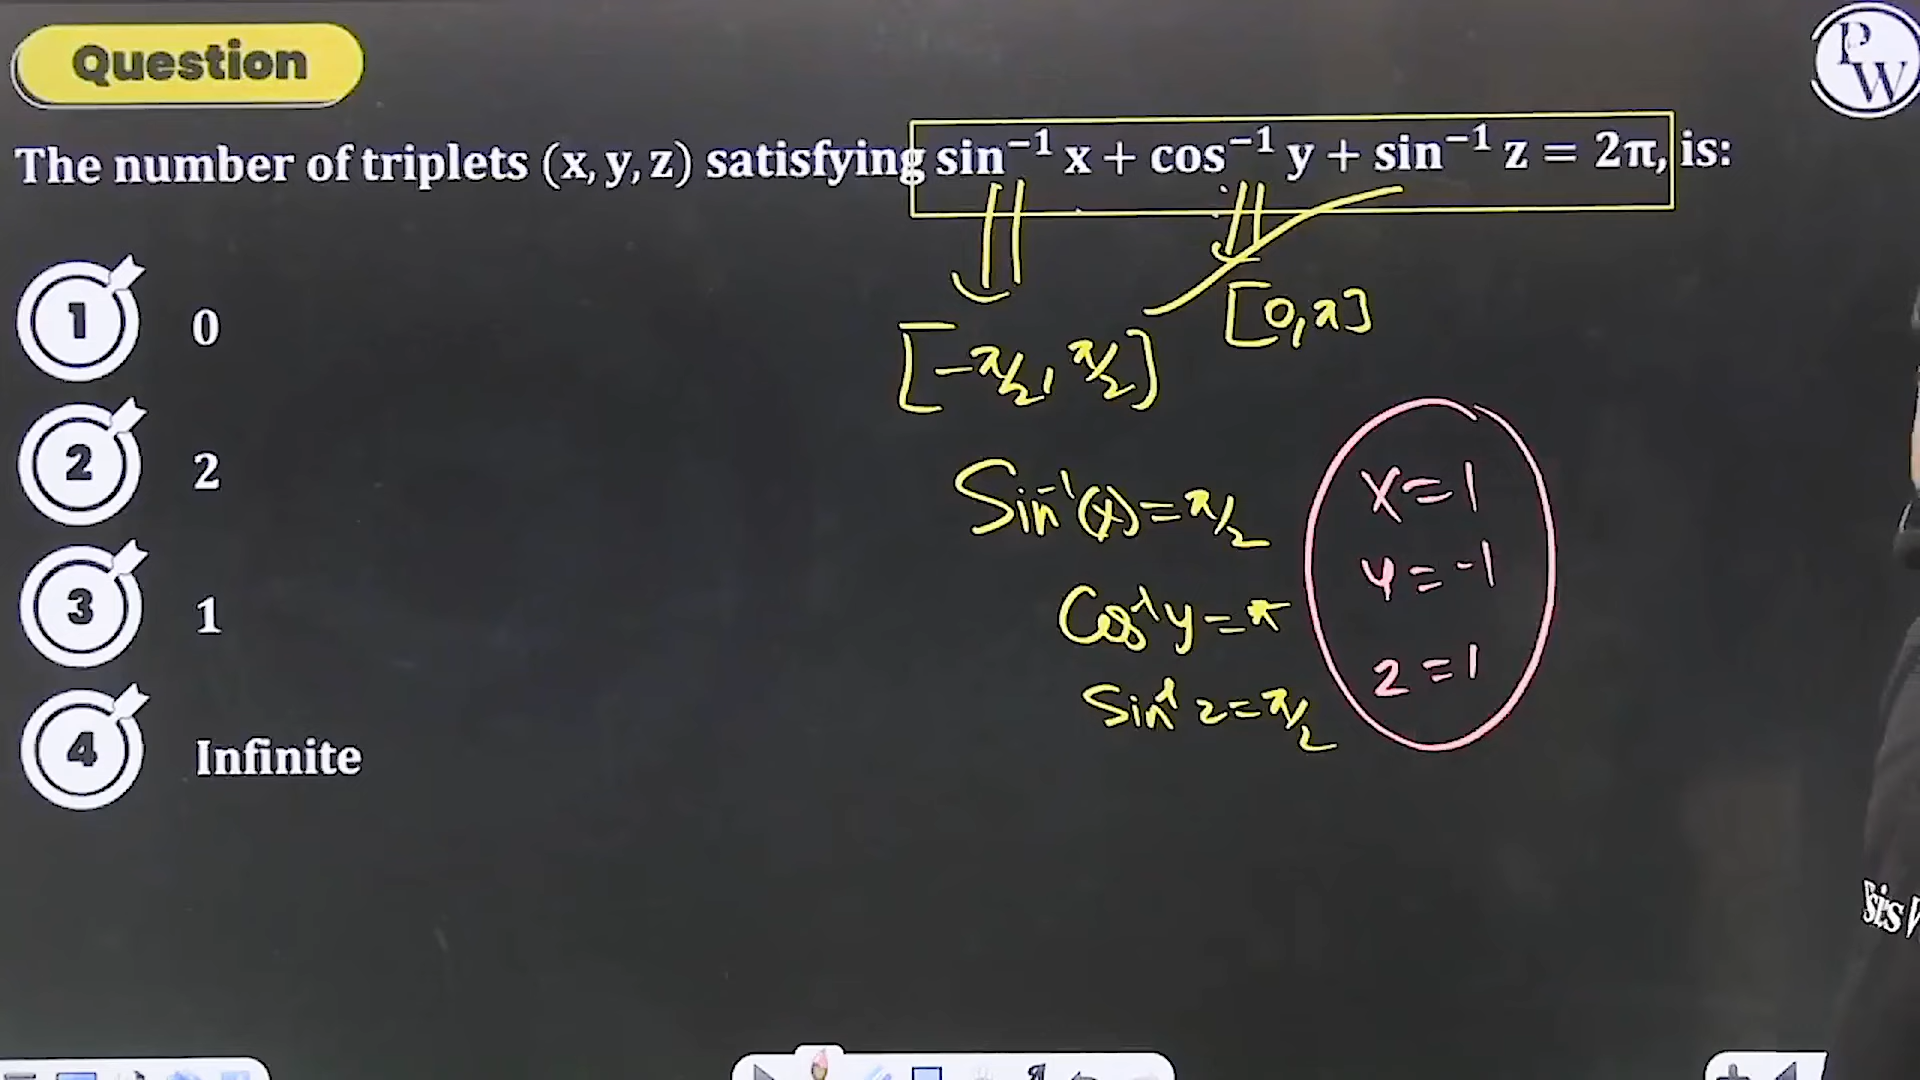 Question
PW
The number of triplets (x, y, z) satisfying sin⁻¹ x + cos⁻¹ y + sin⁻¹ z = 2π, is:
1 0
2 2
3 1
4 Infinite
[-π/2, π/2]
[0, π]
Sin⁻¹(x) = π/2
Cos⁻¹ y = π
Sin⁻¹ z = π/2
x = 1
y = -1
z = 1